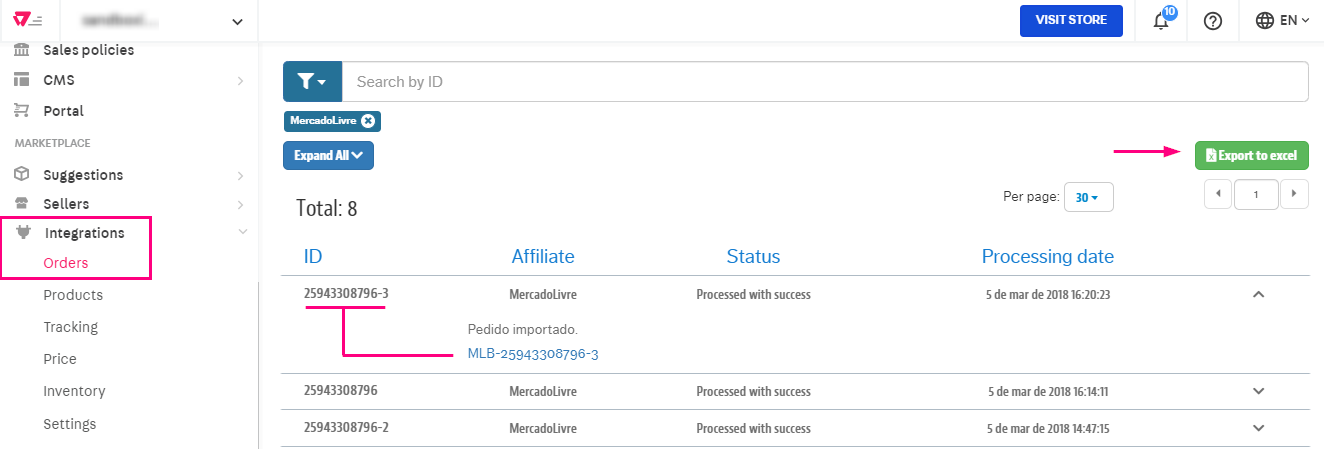 VISIT STORE
10
EN
Sales policies
CMS
Portal
MARKETPLACE
Suggestions
Sellers
Integrations
Orders
Products
Tracking
Price
Inventory
Settings
Search by ID
MercadoLivre
Expand All
Export to excel
Total: 8
Per page: 30
1
ID Affiliate Status Processing date
25943308796-3 MercadoLivre Processed with success 5 de mar de 2018 16:20:23
Pedido importado.
MLB-25943308796-3
25943308796 MercadoLivre Processed with success 5 de mar de 2018 16:14:11
25943308796-2 MercadoLivre Processed with success 5 de mar de 2018 14:47:15